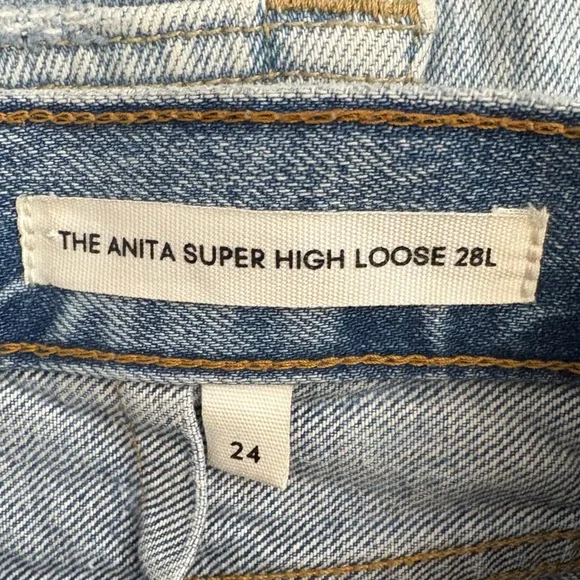 THE ANITA SUPER HIGH LOOSE 28L
24